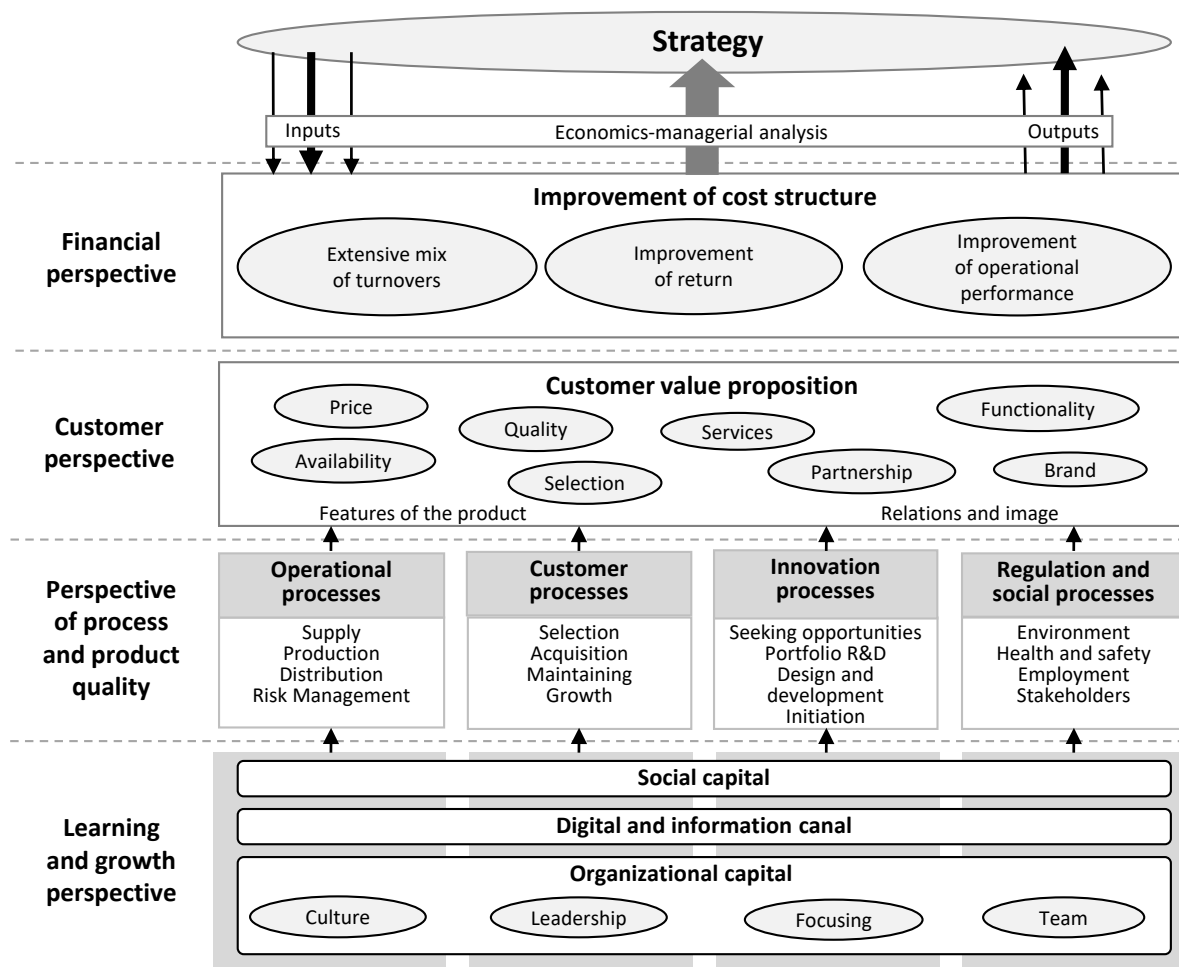 Strategy
Inputs
Economics-managerial analysis
Outputs
Financial
perspective
Improvement of cost structure
Extensive mix
of turnovers
Improvement
of return
Improvement
of operational
performance
Customer
perspective
Customer value proposition
Price
Quality
Services
Functionality
Availability
Selection
Partnership
Brand
Features of the product
Relations and image
Perspective
of process
and product
quality
Operational
processes
Supply
Production
Distribution
Risk Management
Customer
processes
Selection
Acquisition
Maintaining
Growth
Innovation
processes
Seeking opportunities
Portfolio R&D
Design and
development
Initiation
Regulation and
social processes
Environment
Health and safety
Employment
Stakeholders
Learning
and growth
perspective
Social capital
Digital and information canal
Organizational capital
Culture
Leadership
Focusing
Team